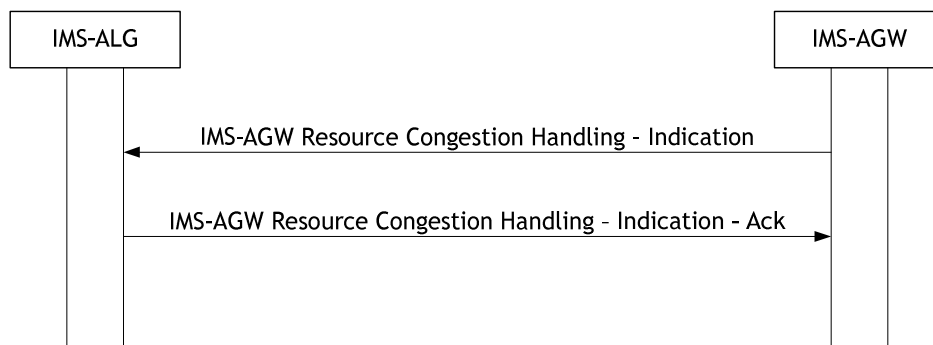 IMS-ALG
IMS-AGW
IMS-AGW Resource Congestion Handling - Indication
IMS-AGW Resource Congestion Handling – Indication - Ack